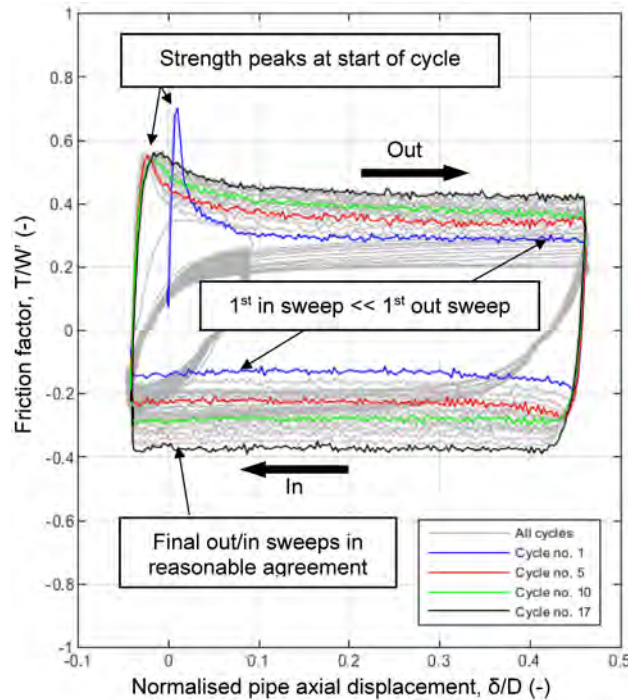 1
0.8
0.6
0.4
0.2
0
-0.2
-0.4
-0.6
-0.8
-1
Friction factor, T/W' (-)
Strength peaks at start of cycle
Out
1st in sweep << 1st out sweep
In
Final out/in sweeps in
reasonable agreement
All cycles
Cycle no. 1
Cycle no. 5
Cycle no. 10
Cycle no. 17
-0.1 0 0.1 0.2 0.3 0.4 0.5
Normalised pipe axial displacement, δ/D (-)